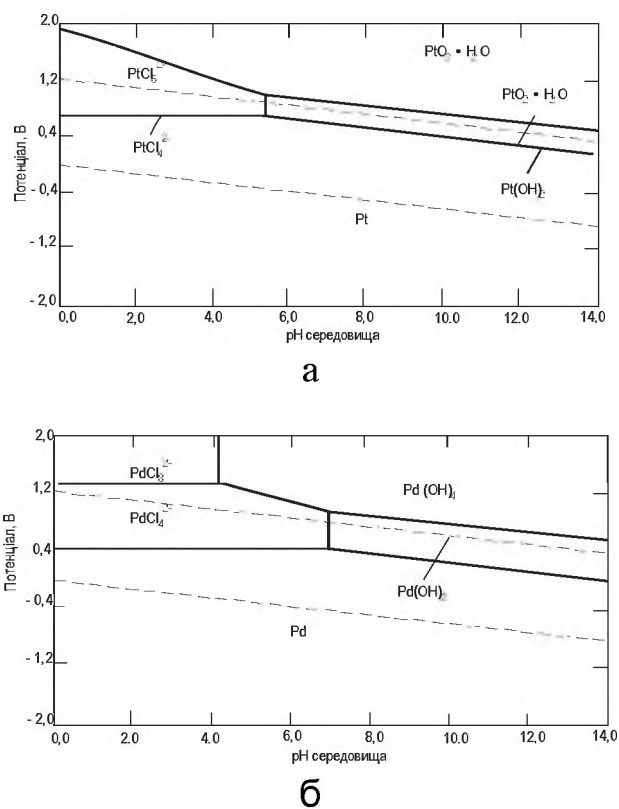 2,0
PtO₃ • H₂O
PtCl₆²⁻
1,2
PtO₂ • H₂O
0,4
PtCl₄²⁻
Потенціал, В
Pt(OH)₂
- 0,4
Pt
- 1,2
- 2,0
0,0 2,0 4,0 6,0 8,0 10.0 12.0 14,0
pH середовища
а
2,0
PdCl₆²⁻
1,2
Pd (OH)₄
PdCl₄²⁻
0,4
Потенціал, В
Pd(OH)₂
- 0,4
Pd
- 1,2
- 2,0
0,0 2.0 4.0 6,0 8,0 10.0 12.0 14,0
pH середовища
б